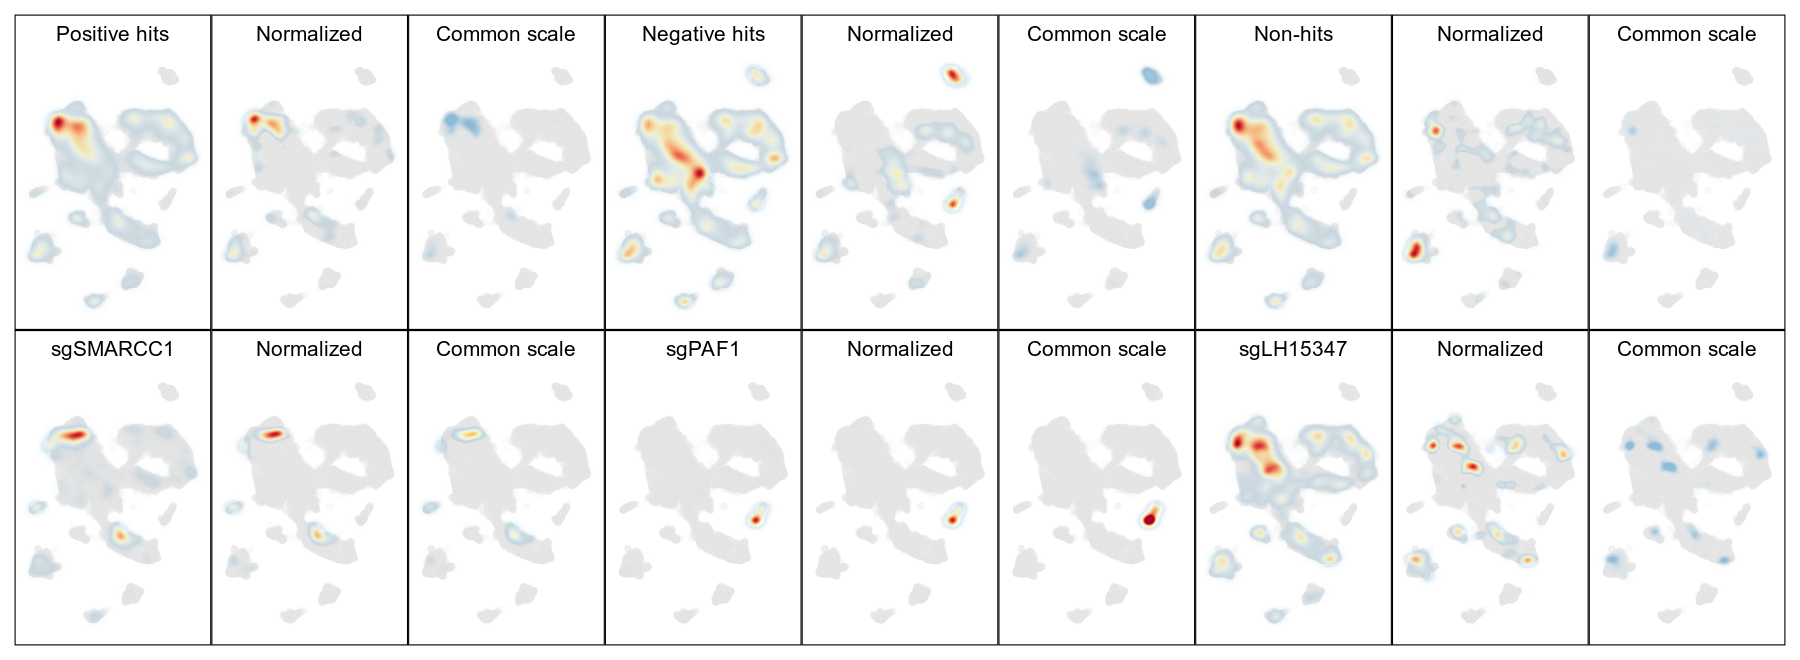 Positive hits
Normalized
Common scale
Negative hits
Normalized
Common scale
Non-hits
Normalized
Common scale
sgSMARCC1
Normalized
Common scale
sgPAF1
Normalized
Common scale
sgLH15347
Normalized
Common scale